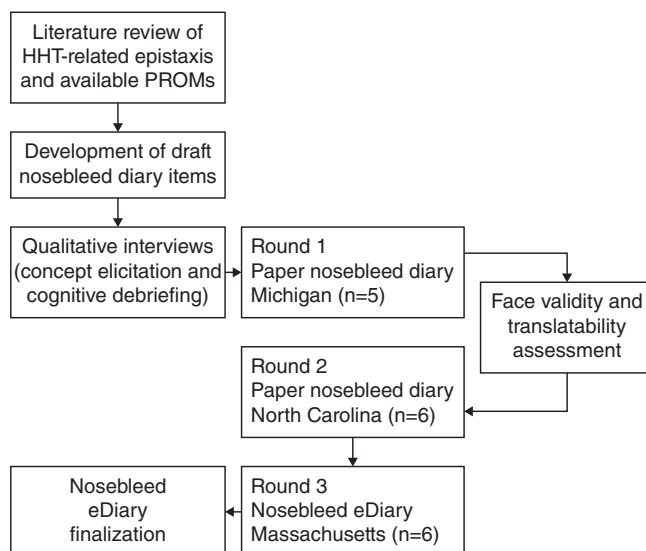 Literature review of
HHT-related epistaxis
and available PROMs
Development of draft
nosebleed diary items
Qualitative interviews
(concept elicitation and
cognitive debriefing)
Round 1
Paper nosebleed diary
Michigan (n=5)
Face validity and
translatability
assessment
Round 2
Paper nosebleed diary
North Carolina (n=6)
Round 3
Nosebleed eDiary
Massachusetts (n=6)
Nosebleed
eDiary
finalization